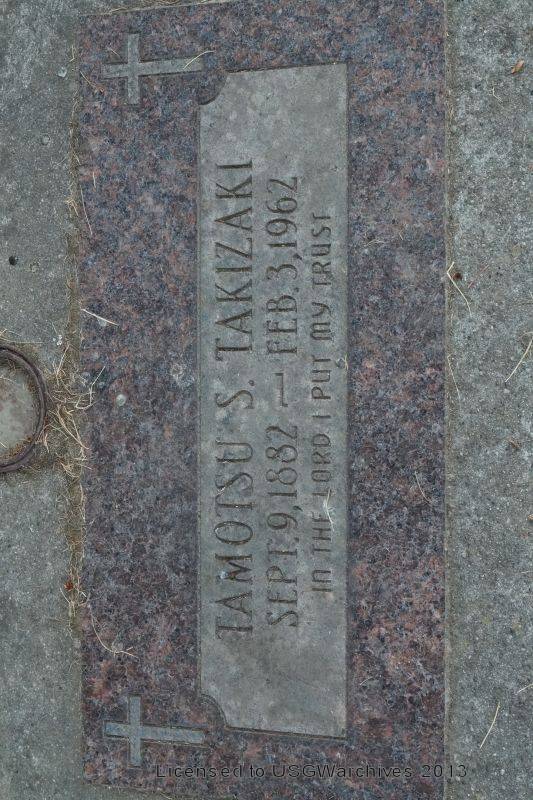 TAMOTSU S. TAKIZAKI
SEPT. 9, 1882 — FEB. 3, 1962
IN THE LORD I PUT MY TRUST
Licensed to USGWarchives 2013